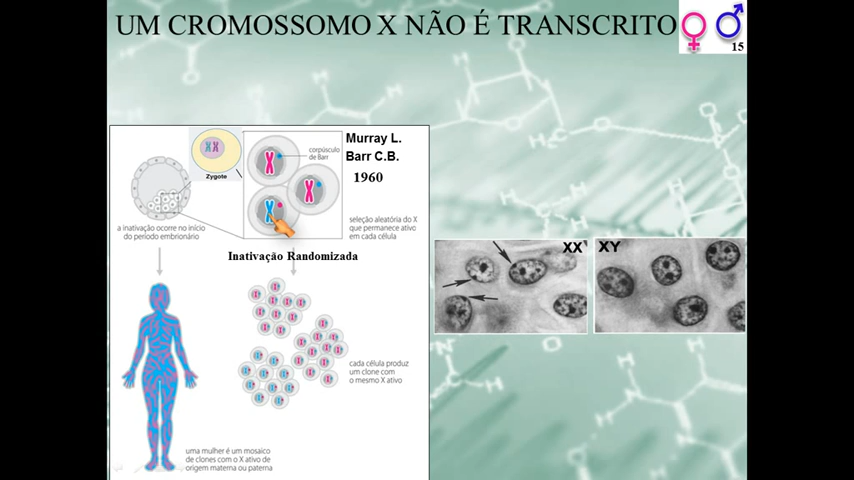 UM CROMOSSOMO X NÃO É TRANSCRITO
15
Murray L.
Barr C.B.
1960
corpúsculo
de Barr
Zygote
a inativação ocorre no início
do período embrionário
seleção aleatória do X
que permanece ativo
em cada célula
Inativação Randomizada
XX
XY
cada célula produz
um clone com
o mesmo X ativo
uma mulher é um mosaico
de clones com o X ativo de
origem materna ou paterna